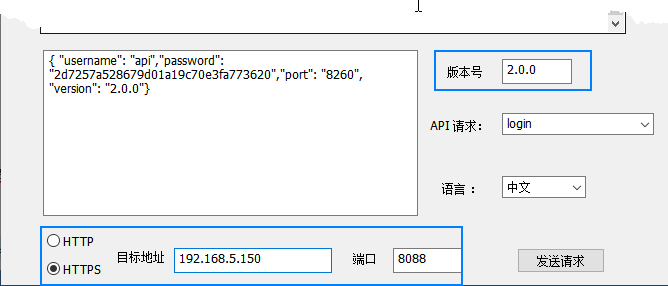 { "username": "api","password":
"2d7257a528679d01a19c70e3fa773620","port": "8260",
"version": "2.0.0"}
版本号 2.0.0
API 请求： login
语言 ： 中文
HTTP
HTTPS
目标地址 192.168.5.150 端口 8088
发送请求